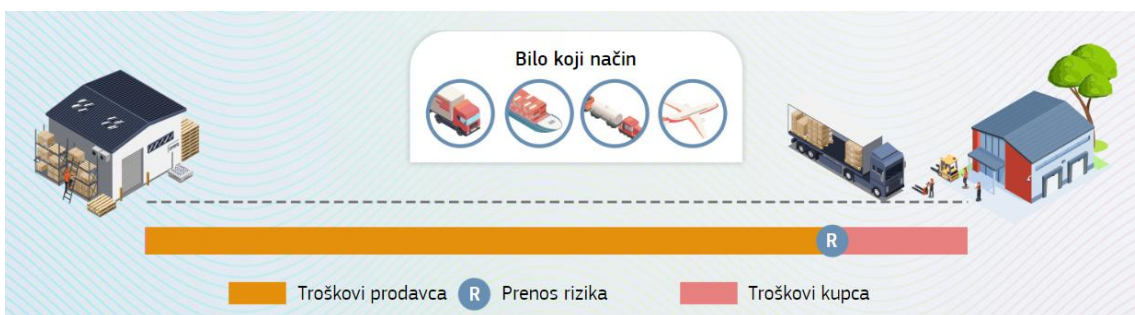 Bilo koji način
R
Troškovi prodavca
R
Prenos rizika
Troškovi kupca